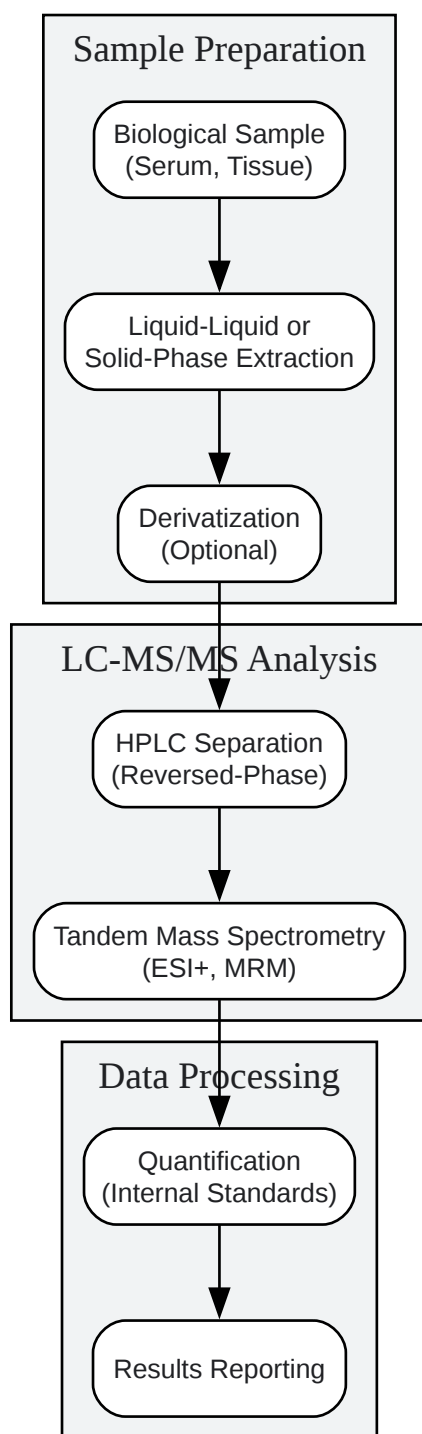 Sample Preparation
Biological Sample
(Serum, Tissue)
Liquid-Liquid or
Solid-Phase Extraction
Derivatization
(Optional)
LC-MS/MS Analysis
HPLC Separation
(Reversed-Phase)
Tandem Mass Spectrometry
(ESI+, MRM)
Data Processing
Quantification
(Internal Standards)
Results Reporting